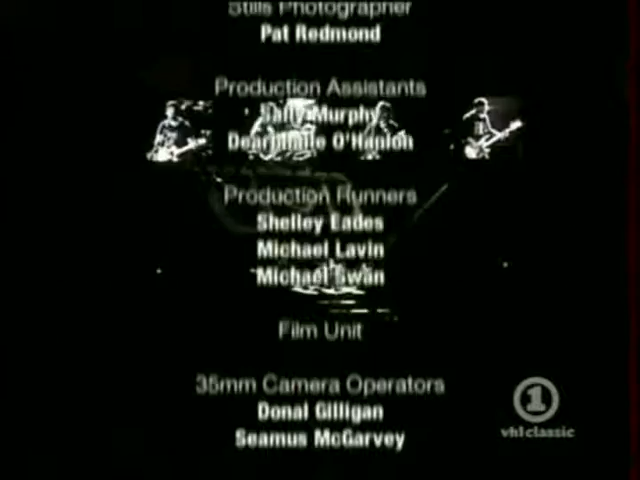 Stills Photographer
Pat Redmond
Production Assistants
Sally Murphy
O'Hanlon
Production Runners
Shelley Eades
Michael Lavin
Michael Swan
Film Unit
35mm Camera Operators
Donal Gilligan
Seamus McGarvey
1
vh1classic